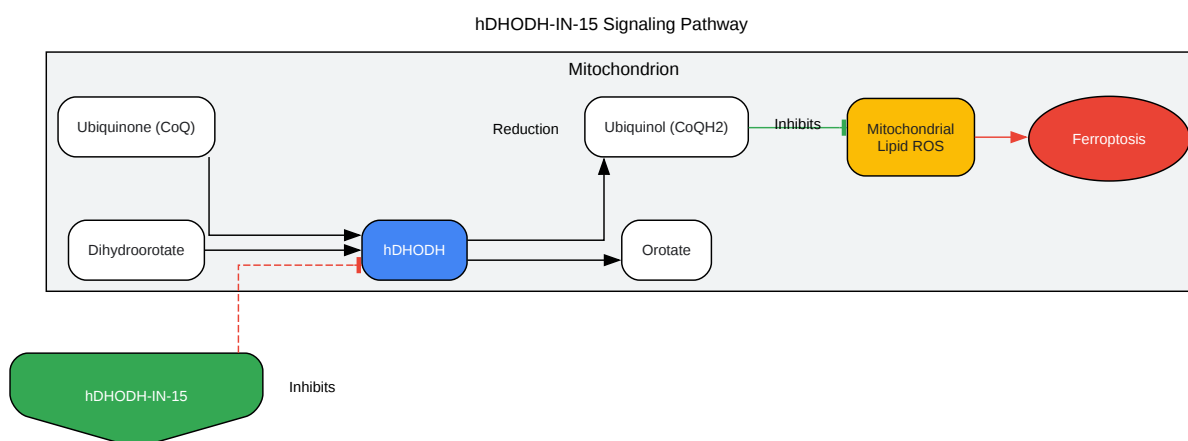 hDHODH-IN-15 Signaling Pathway
Mitochondrion
Ubiquinone (CoQ)
Reduction
Ubiquinol (CoQH2)
Inhibits
Mitochondrial
Lipid ROS
Ferroptosis
Dihydroorotate
hDHODH
Orotate
hDHODH-IN-15
Inhibits